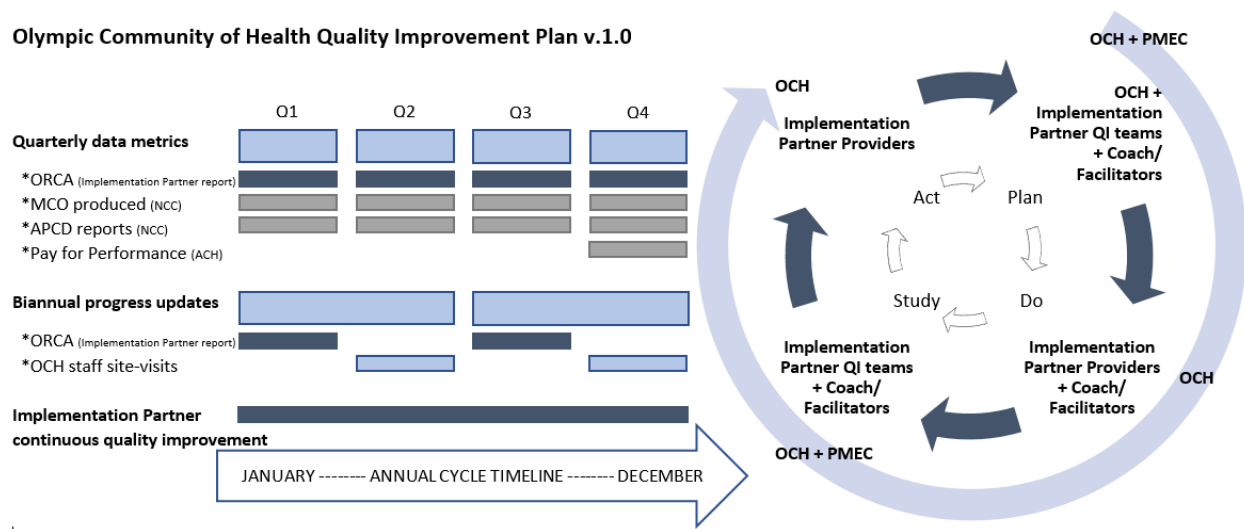 Olympic Community of Health Quality Improvement Plan v.1.0
Q1 Q2 Q3 Q4
Quarterly data metrics
*ORCA (Implementation Partner report)
*MCO produced (NCC)
*APCD reports (NCC)
*Pay for Performance (ACH)
Biannual progress updates
*ORCA (Implementation Partner report)
*OCH staff site-visits
Implementation Partner
continuous quality improvement
JANUARY -------- ANNUAL CYCLE TIMELINE -------- DECEMBER
OCH + PMEC
OCH
Implementation
Partner Providers
OCH +
Implementation
Partner QI teams
+ Coach/
Facilitators
Act
Plan
Study
Do
Implementation
Partner QI teams
+ Coach/
Facilitators
Implementation
Partner Providers
+ Coach/
Facilitators
OCH
OCH + PMEC